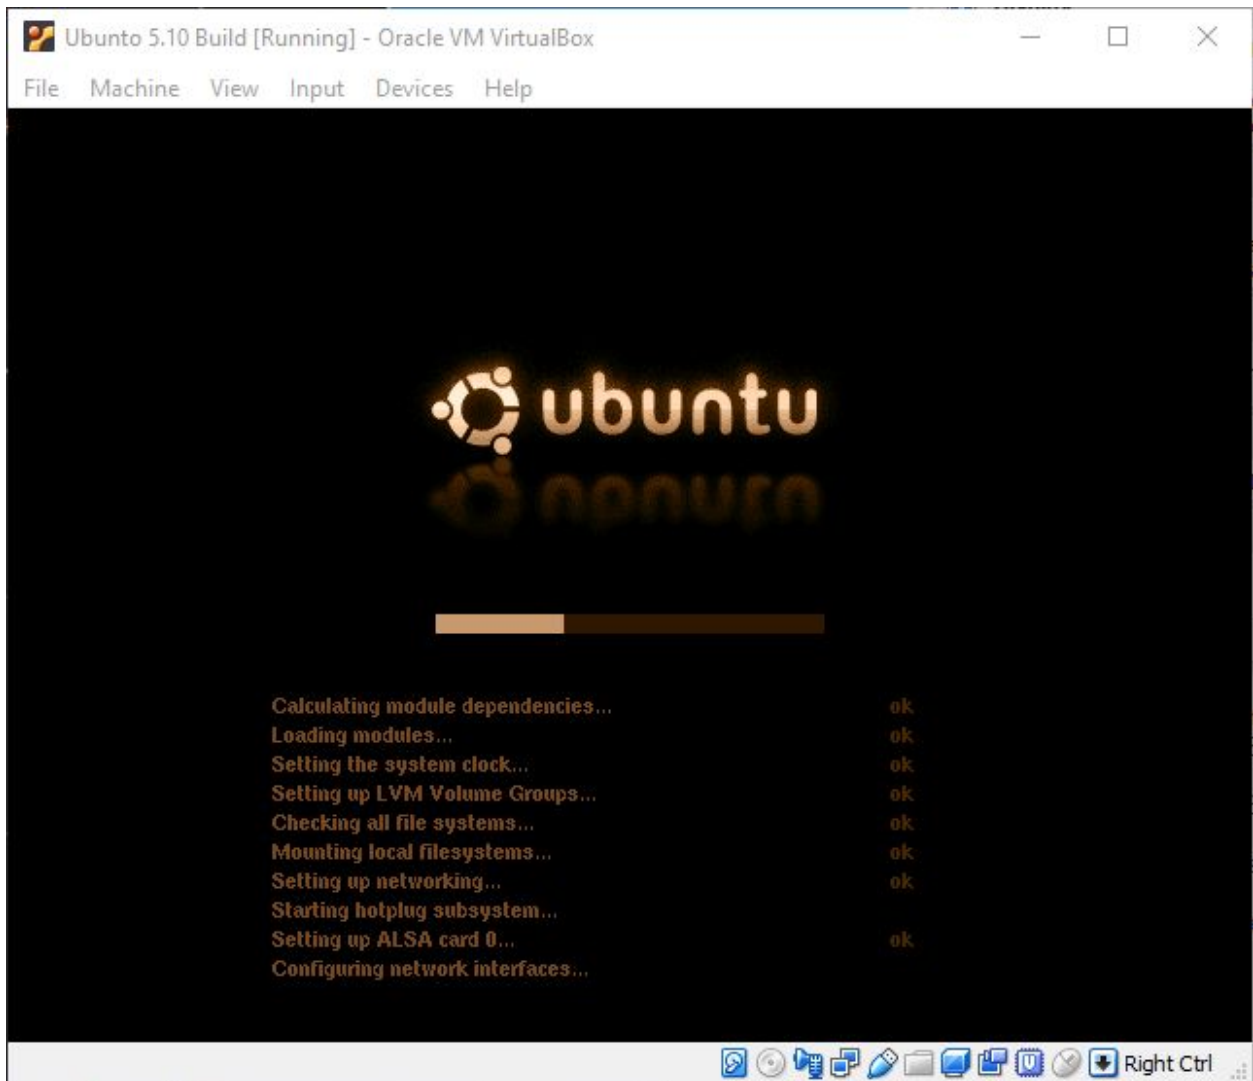 Ubunto 5.10 Build [Running] - Oracle VM VirtualBox
File Machine View Input Devices Help
ubuntu
Calculating module dependencies... ok
Loading modules... ok
Setting the system clock... ok
Setting up LVM Volume Groups... ok
Checking all file systems... ok
Mounting local filesystems... ok
Setting up networking... ok
Starting hotplug subsystem...
Setting up ALSA card 0... ok
Configuring network interfaces...
Right Ctrl